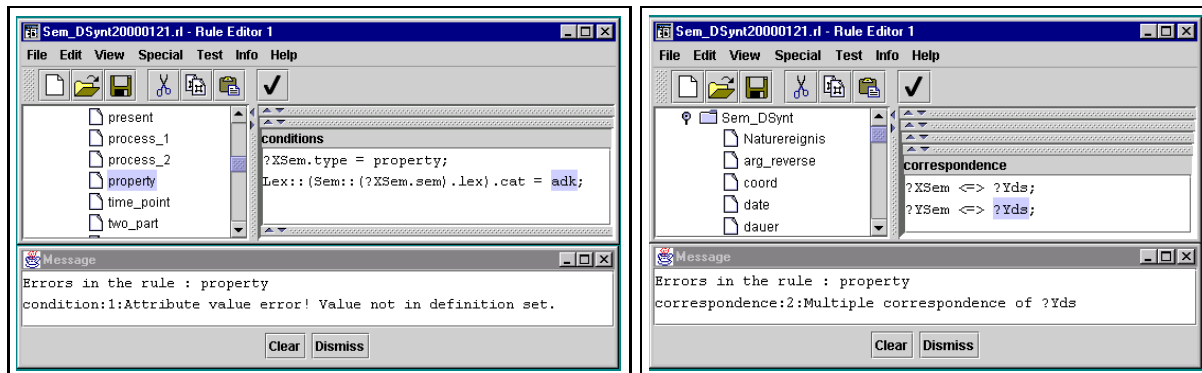 Sem_DSynt20000121.rl - Rule Editor 1
File Edit View Special Test Info Help
present
process_1
process_2
property
time_point
two_part
conditions
?XSem.type = property;
Lex::(Sem::(?XSem.sem).lex).cat = adk;
Message
Errors in the rule : property
condition:1:Attribute value error! Value not in definition set.
Clear Dismiss
Sem_DSynt20000121.rl - Rule Editor 1
File Edit View Special Test Info Help
Sem_DSynt
Naturereignis
arg_reverse
coord
date
dauer
correspondence
?XSem <=> ?Yds;
?YSem <=> ?Yds;
Message
Errors in the rule : property
correspondence:2:Multiple correspondence of ?Yds
Clear Dismiss